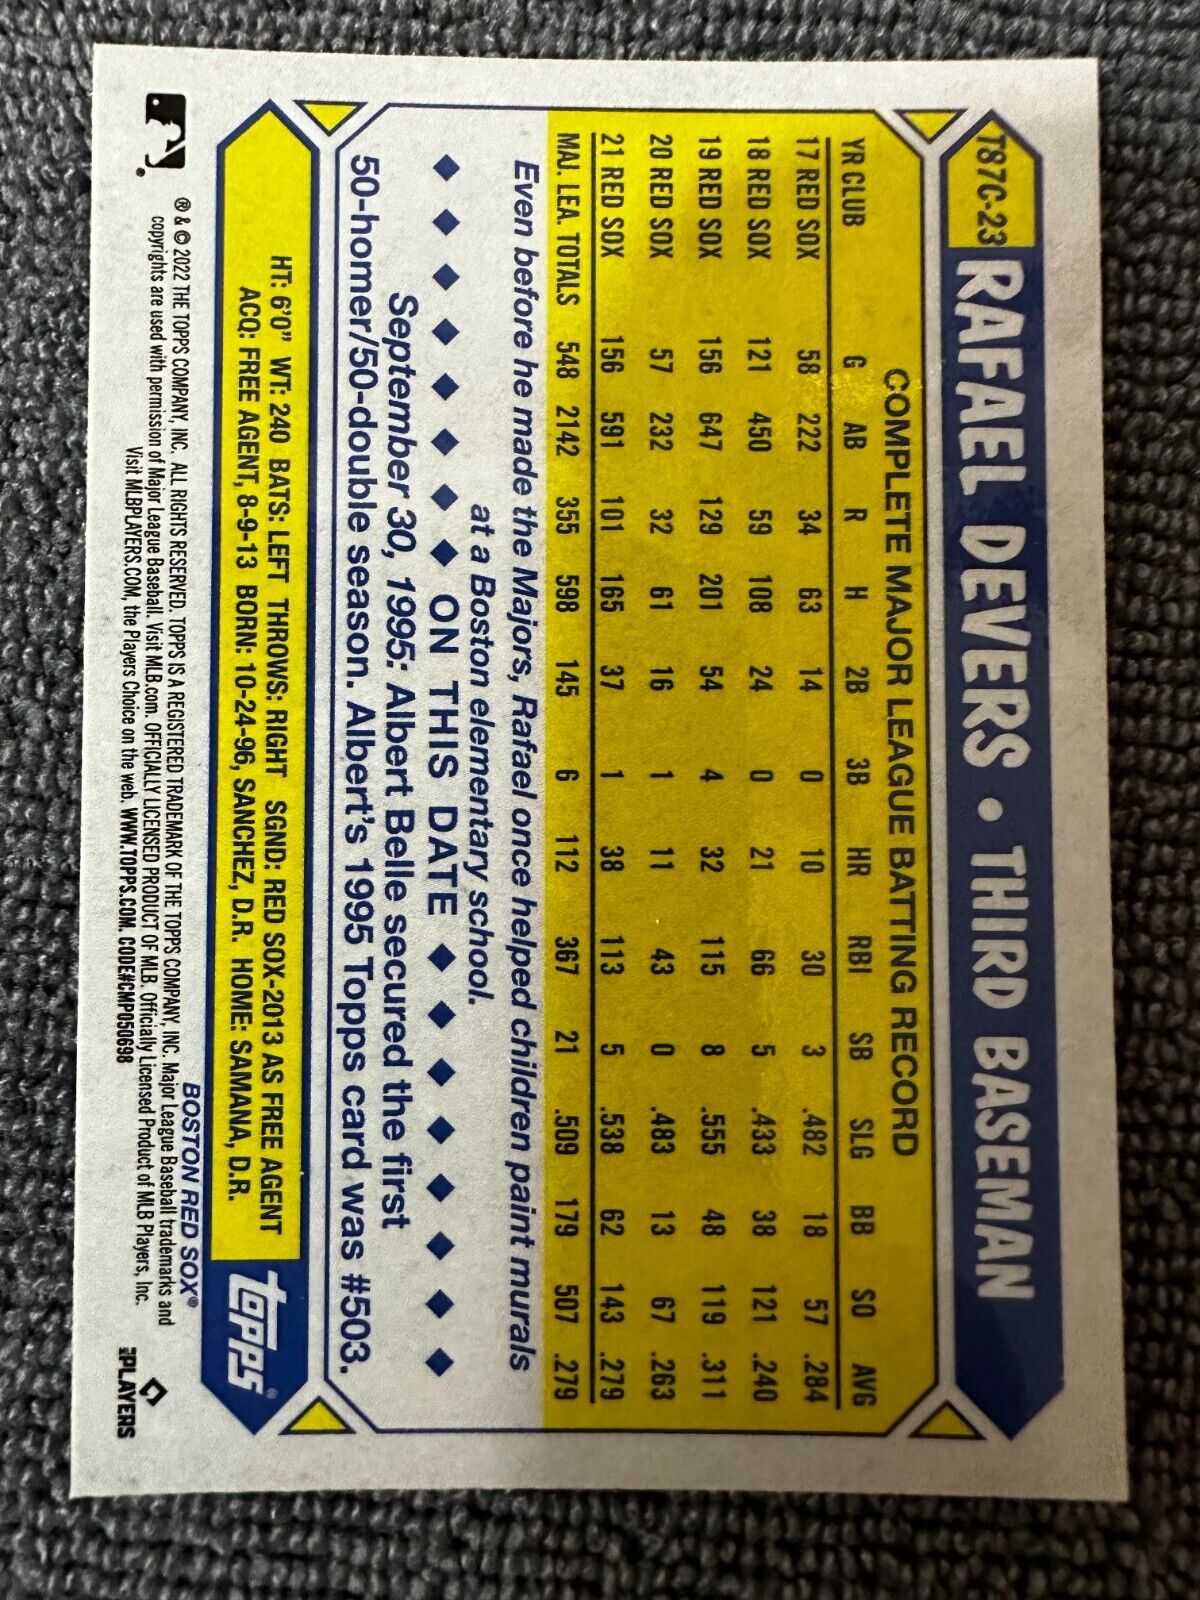 T87C-23 RAFAEL DEVERS • THIRD BASEMAN
COMPLETE MAJOR LEAGUE BATTING RECORD
YR CLUB G AB R H 2B 3B HR RBI SB SLG BB SO AVG
17 RED SOX 58 222 34 63 14 0 10 30 3 .482 18 57 .284
18 RED SOX 121 450 59 108 24 0 21 66 5 .433 38 121 .240
19 RED SOX 156 647 129 201 54 4 32 115 8 .555 48 119 .311
20 RED SOX 57 232 32 61 16 1 11 43 0 .483 13 67 .263
21 RED SOX 156 591 101 165 37 1 38 113 5 .538 62 143 .279
MAJ. LEA. TOTALS 548 2142 355 598 145 6 112 367 21 .509 179 507 .279
Even before he made the Majors, Rafael once helped children paint murals
at a Boston elementary school.
◆ ◆ ◆ ◆ ◆ ◆ ON THIS DATE ◆ ◆ ◆ ◆ ◆ ◆
September 30, 1995: Albert Belle secured the first
50-homer/50-double season. Albert's 1995 Topps card was #503.
HT: 6'0" WT: 240 BATS: LEFT THROWS: RIGHT SGND: RED SOX-2013 AS FREE AGENT
ACQ: FREE AGENT, 8-9-13 BORN: 10-24-96, SANCHEZ, D.R. HOME: SAMANA, D.R.
topps®
BOSTON RED SOX®
® & © 2022 THE TOPPS COMPANY, INC. ALL RIGHTS RESERVED. TOPPS IS A REGISTERED TRADEMARK OF THE TOPPS COMPANY, INC. Major League Baseball trademarks and
copyrights are used with permission of Major League Baseball. Visit MLB.com. OFFICIALLY LICENSED PRODUCT OF MLB. Officially Licensed Product of MLB Players, Inc.
Visit MLBPLAYERS.COM, the Players Choice on the web. WWW.TOPPS.COM. CODE#CMP050698
PLAYERS